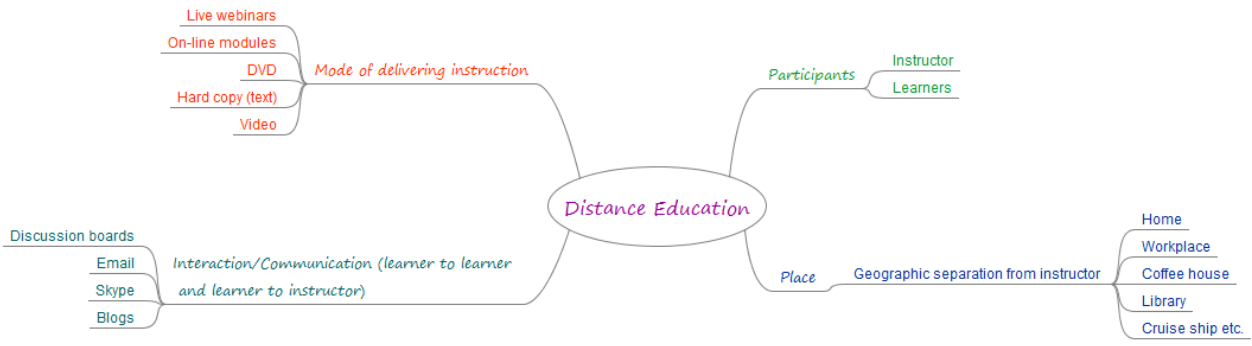 Live webinars
On-line modules
DVD
Hard copy (text)
Video
Mode of delivering instruction
Participants
Instructor
Learners
Distance Education
Discussion boards
Email
Skype
Blogs
Interaction/Communication (learner to learner
and learner to instructor)
Place
Geographic separation from instructor
Home
Workplace
Coffee house
Library
Cruise ship etc.